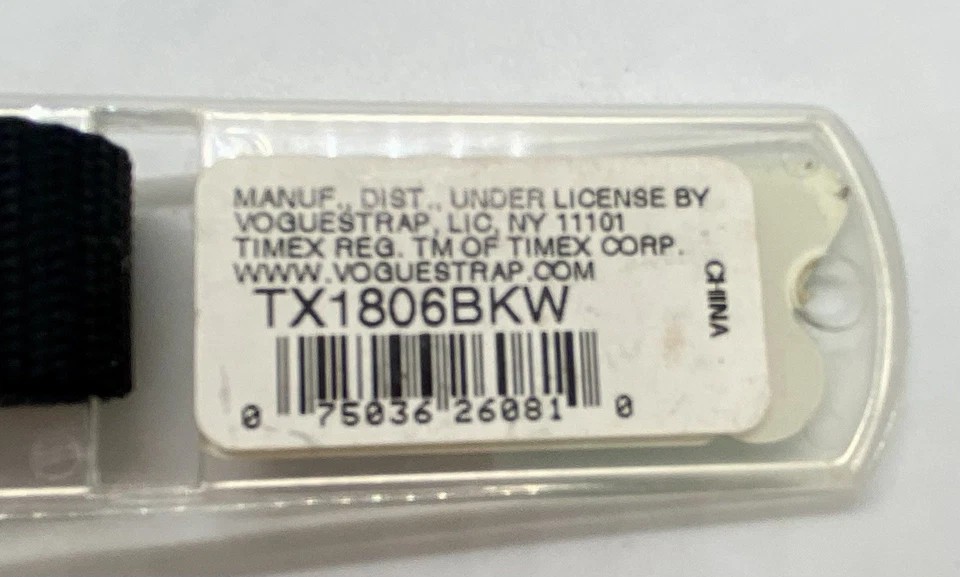 MANUF., DIST., UNDER LICENSE BY
VOGUESTRAP, LIC, NY 11101
TIMEX REG. TM OF TIMEX CORP.
WWW.VOGUESTRAP.COM
TX1806BKW
CHINA
0 75036 26081 0